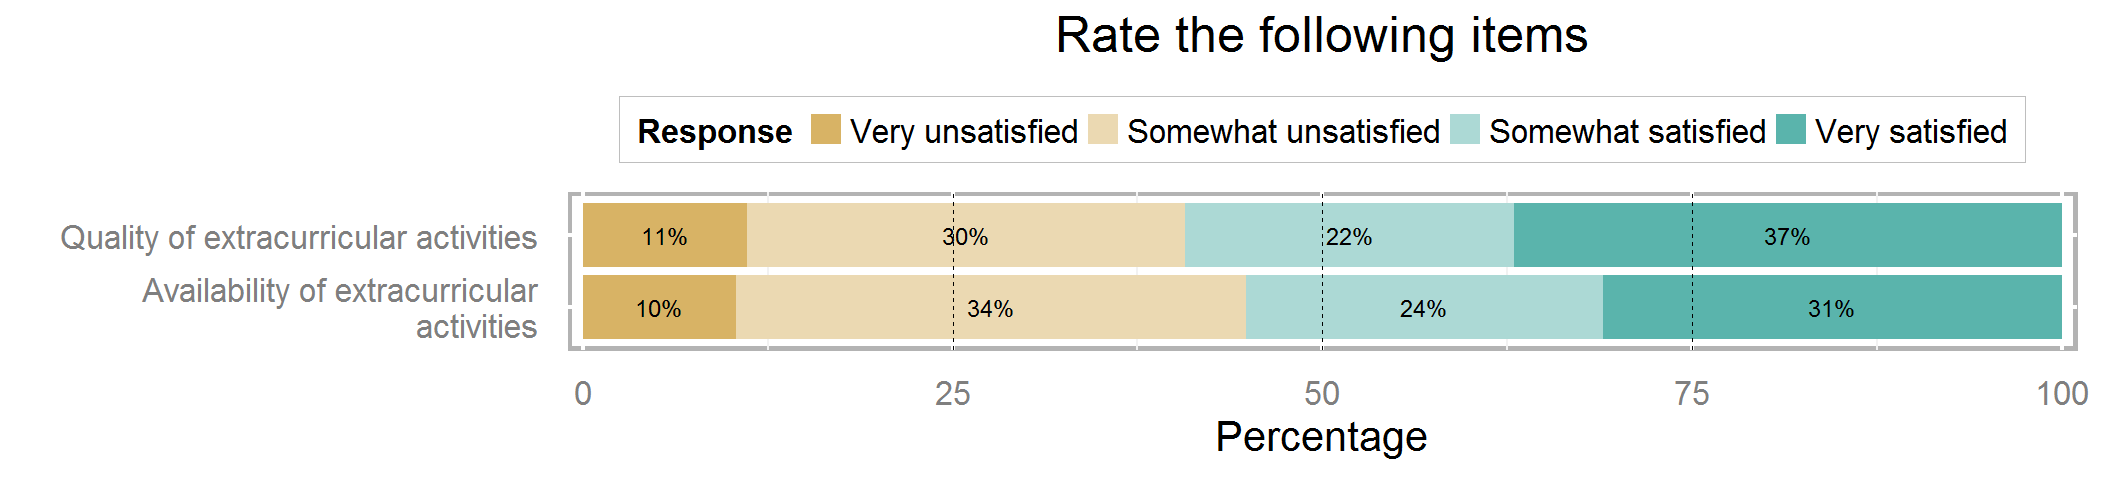 Rate the following items
Response Very unsatisfied Somewhat unsatisfied Somewhat satisfied Very satisfied
Quality of extracurricular activities 11% 30% 22% 37%
Availability of extracurricular
activities
10% 34% 24% 31%
0 25 50 75 100
Percentage